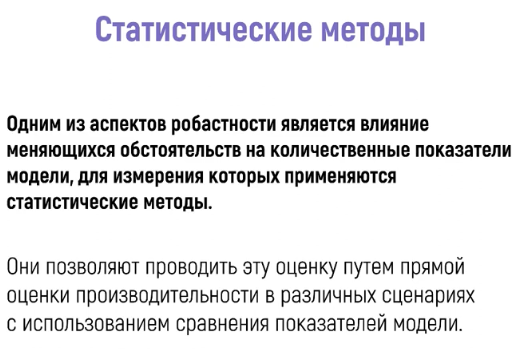 Статистические методы
Одним из аспектов робастности является влияние
меняющихся обстоятельств на количественные показатели
модели, для измерения которых применяются
статистические методы.
Они позволяют проводить эту оценку путем прямой
оценки производительности в различных сценариях
с использованием сравнения показателей модели.